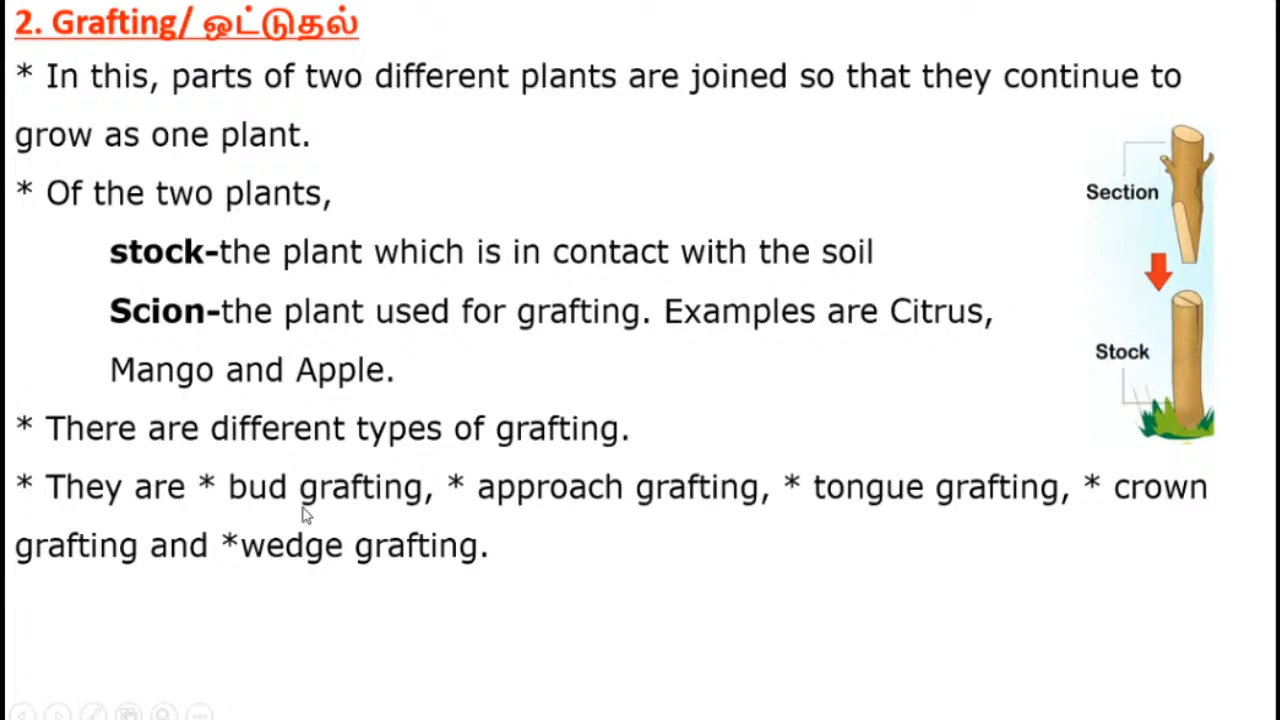 2. Grafting/ ஒட்டுதல்
* In this, parts of two different plants are joined so that they continue to
grow as one plant.
* Of the two plants,
stock-the plant which is in contact with the soil
Scion-the plant used for grafting. Examples are Citrus,
Mango and Apple.
* There are different types of grafting.
* They are * bud grafting, * approach grafting, * tongue grafting, * crown
grafting and *wedge grafting.
Section
Stock